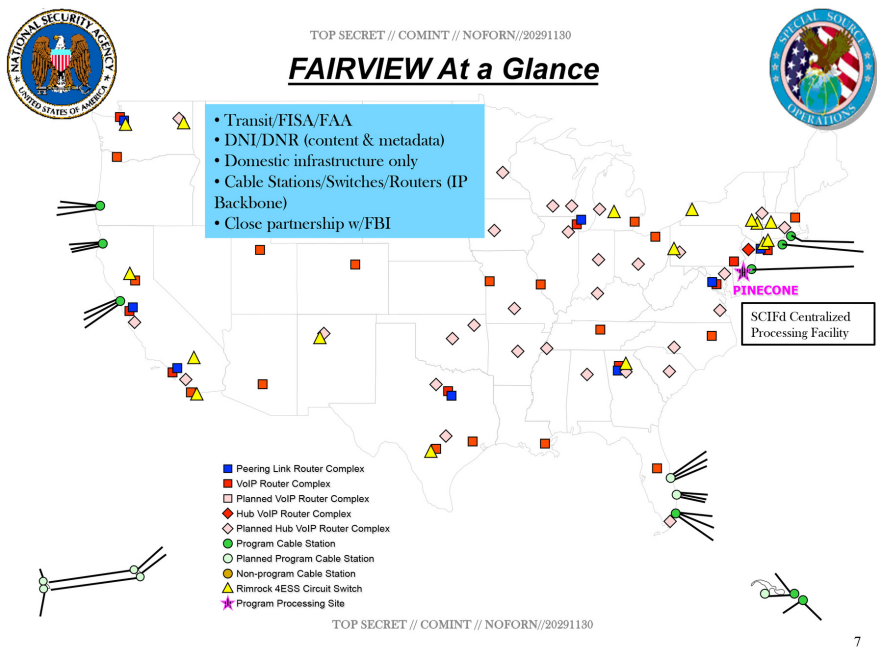 TOP SECRET // COMINT // NOFORN//20291130
NATIONAL SECURITY AGENCY
UNITED STATES OF AMERICA
SPECIAL SOURCE
OPERATIONS
FAIRVIEW At a Glance
• Transit/FISA/FAA
• DNI/DNR (content & metadata)
• Domestic infrastructure only
• Cable Stations/Switches/Routers (IP
Backbone)
• Close partnership w/FBI
PINECONE
SCIFd Centralized
Processing Facility
Peering Link Router Complex
VoIP Router Complex
Planned VoIP Router Complex
Hub VoIP Router Complex
Planned Hub VoIP Router Complex
Program Cable Station
Planned Program Cable Station
Non-program Cable Station
Rimrock 4ESS Circuit Switch
Program Processing Site
TOP SECRET // COMINT // NOFORN//20291130
7